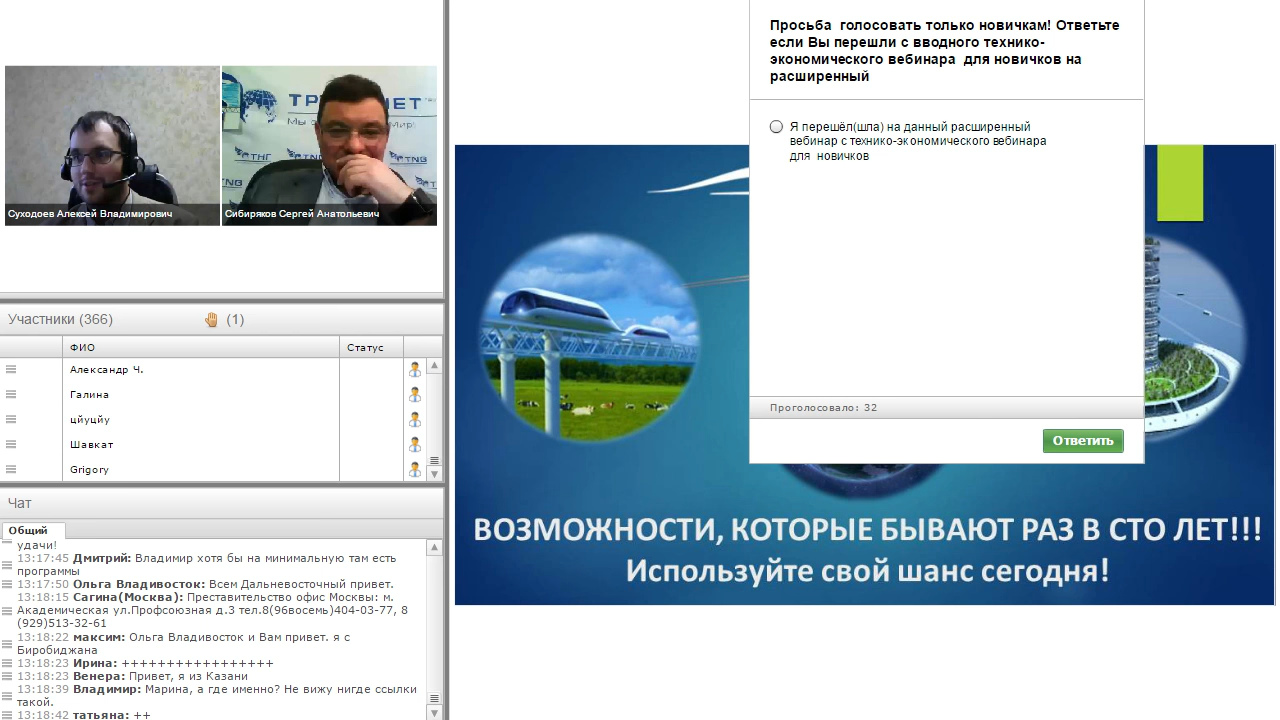 Просьба голосовать только новичкам! Ответьте
если Вы перешли с вводного технико-
экономического вебинара для новичков на
расширенный
Я перешёл(шла) на данный расширенный
вебинар с технико-экономического вебинара
для новичков
Проголосовало: 32
Ответить
Мы
TNG
ТНГ
TNG
TNG
TNG
Суходоев Алексей Владимирович
Сибиряков Сергей Анатольевич
Участники (366)
(1)
ФИО
Статус
Александр Ч.
Галина
цйуцйу
Шавкат
Grigory
Чат
Общий
удачи!
13:17:45 Дмитрий: Владимир хотя бы на минимальную там есть
программы
13:17:50 Ольга Владивосток: Всем Дальневосточный привет.
13:18:15 Сагина(Москва): Преставительство офис Москвы: м.
Академическая ул.Профсоюзная д.3 тел.8(96восемь)404-03-77, 8
(929)513-32-61
13:18:22 максим: Ольга Владивосток и Вам привет. я с
Биробиджана
13:18:23 Ирина: +++++++++++++++++
13:18:23 Венера: Привет, я из Казани
13:18:39 Владимир: Марина, а где именно? Не вижу нигде ссылки
такой.
13:18:42 татьяна: ++
ВОЗМОЖНОСТИ, КОТОРЫЕ БЫВАЮТ РАЗ В СТО ЛЕТ!!!
Используйте свой шанс сегодня!